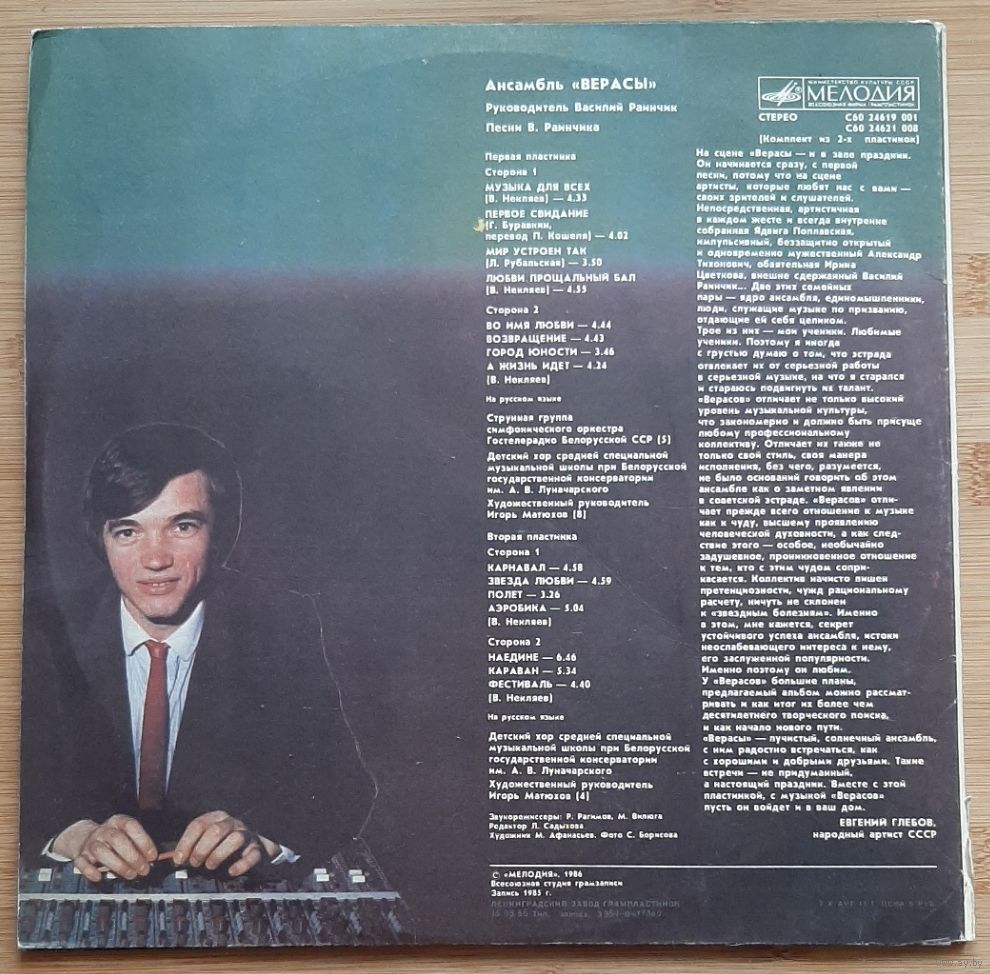 Ансамбль «ВЕРАСЫ»
Руководитель Василий Раинчик
Песни В. Раинчика
Первая пластинка
Сторона 1
МУЗЫКА ДЛЯ ВСЕХ
(В. Некляев) — 4.33
ПЕРВОЕ СВИДАНИЕ
(Г. Буравкин,
перевод П. Кошеля) — 4.02
МИР УСТРОЕН ТАК
(Л. Рубальская) — 3.50
ЛЮБВИ ПРОЩАЛЬНЫЙ БАЛ
(В. Некляев) — 4.55
Сторона 2
ВО ИМЯ ЛЮБВИ — 4.44
ВОЗВРАЩЕНИЕ — 4.43
ГОРОД ЮНОСТИ — 3.46
А ЖИЗНЬ ИДЕТ — 4.24
(В. Некляев)
На русском языке
Струнная группа
симфонического оркестра
Гостелерадио Белорусской ССР (5)
Детский хор средней специальной
музыкальной школы при Белорусской
государственной консерватории
им. А. В. Луначарского
Художественный руководитель
Игорь Матюхов (8)
Вторая пластинка
Сторона 1
КАРНАВАЛ — 4.58
ЗВЕЗДА ЛЮБВИ — 4.59
ПОЛЕТ — 3.26
АЭРОБИКА — 5.04
(В. Некляев)
Сторона 2
НАЕДИНЕ — 6.46
КАРАВАН — 5.34
ФЕСТИВАЛЬ — 4.40
(В. Некляев)
На русском языке
Детский хор средней специальной
музыкальной школы при Белорусской
государственной консерватории
им. А. В. Луначарского
Художественный руководитель
Игорь Матюхов (4)
Звукорежиссеры: Р. Рагимов, М. Вилюга
Редактор Л. Садыхова
Художник М. Афанасьев. Фото С. Борисова
МИНИСТЕРСТВО КУЛЬТУРЫ СССР
МЕЛОДИЯ
ВСЕСОЮЗНАЯ ФИРМА ГРАМПЛАСТИНОК
СТЕРЕО С60 24619 001
С60 24621 008
(Комплект из 2-х пластинок)
На сцене «Верасы — и в зале праздник.
Он начинается сразу, с первой
песни, потому что на сцене
артисты, которые любят нас с вами —
своих зрителей и слушателей.
Непосредственная, артистичная
в каждом жесте и всегда внутренне
собранная Ядвига Поплавская,
импульсивный, беззащитно открытый
и одновременно мужественный Александр
Тихонович, обаятельная Ирина
Цветкова, внешне сдержанный Василий
Раинчик... Две этих семейных
пары — ядро ансамбля, единомышленники,
люди, служащие музыке по призванию,
отдающие ей себя целиком.
Трое из них — мои ученики. Любимые
ученики. Поэтому я иногда
с грустью думаю о том, что эстрада
отвлекает их от серьезной работы
в серьезной музыке, на что я старался
и стараюсь подвигнуть их талант.
«Верасов» отличает не только высокий
уровень музыкальной культуры,
что закономерно и должно быть присуще
любому профессиональному
коллективу. Отличает их также не
только свой стиль, своя манера
исполнения, без чего, разумеется,
не было оснований говорить об этом
ансамбле как о заметном явлении
в советской эстраде. «Верасов» отли-
чает прежде всего отношение к музыке
как к чуду, высшему проявлению
человеческой духовности, а как след-
ствие этого — особое, необычайно
задушевное, проникновенное отношение
к тем, кто с этим чудом сопри-
касается. Коллектив начисто лишен
претенциозности, чужд рациональному
расчету, ничуть не склонен
к «звездным болезням». Именно
в этом, мне кажется, секрет
устойчивого успеха ансамбля, истоки
неослабевающего интереса к нему,
его заслуженной популярности.
Именно поэтому он любим.
У «Верасов» большие планы,
предлагаемый альбом можно рассмат-
ривать и как итог их более чем
десятилетнего творческого поиска,
и как начало нового пути.
«Верасы» — лучистый, солнечный ансамбль,
с ним радостно встречаться, как
с хорошими и добрыми друзьями. Такие
встречи — не придуманный,
а настоящий праздник. Вместе с этой
пластинкой, с музыкой «Верасов»
пусть он войдет и в ваш дом.
ЕВГЕНИЙ ГЛЕБОВ,
народный артист СССР
© «МЕЛОДИЯ», 1986
Всесоюзная студия грамзаписи
Запись 1985 г.
ЛЕНИНГРАДСКИЙ ЗАВОД ГРАМПЛАСТИНОК